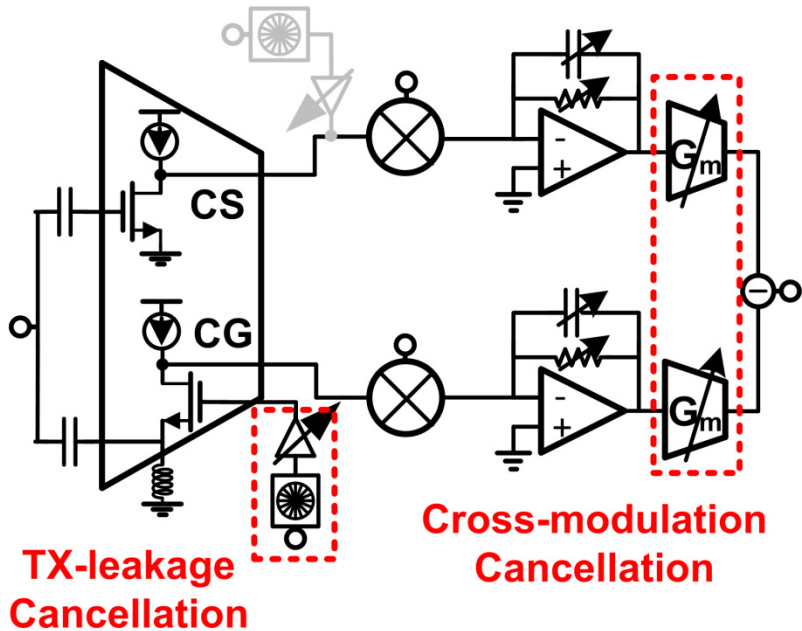 CS
-
+
Gm
−
CG
-
+
Gm
TX-leakage
Cancellation
Cross-modulation
Cancellation